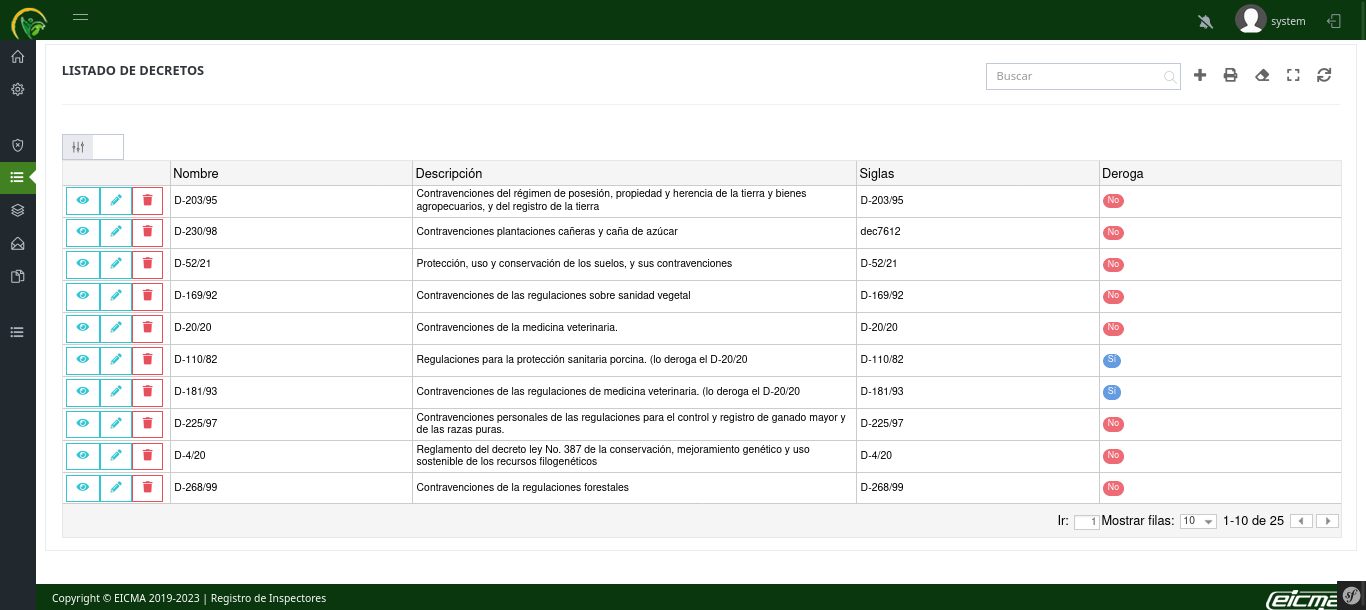 system
LISTADO DE DECRETOS
Buscar
Nombre Descripción Siglas Deroga
D-203/95 Contravenciones del régimen de posesión, propiedad y herencia de la tierra y bienes agropecuarios, y del registro de la tierra D-203/95 No
D-230/98 Contravenciones plantaciones cañeras y caña de azúcar dec7612 No
D-52/21 Protección, uso y conservación de los suelos, y sus contravenciones D-52/21 No
D-169/92 Contravenciones de las regulaciones sobre sanidad vegetal D-169/92 No
D-20/20 Contravenciones de la medicina veterinaria. D-20/20 No
D-110/82 Regulaciones para la protección sanitaria porcina. (lo deroga el D-20/20 D-110/82 Si
D-181/93 Contravenciones de las regulaciones de medicina veterinaria. (lo deroga el D-20/20 D-181/93 Si
D-225/97 Contravenciones personales de las regulaciones para el control y registro de ganado mayor y de las razas puras. D-225/97 No
D-4/20 Reglamento del decreto ley No. 387 de la conservación, mejoramiento genético y uso sostenible de los recursos filogenéticos D-4/20 No
D-268/99 Contravenciones de la regulaciones forestales D-268/99 No
Ir: 1 Mostrar filas: 10 1-10 de 25
Copyright © EICMA 2019-2023 | Registro de Inspectores
eicma sf